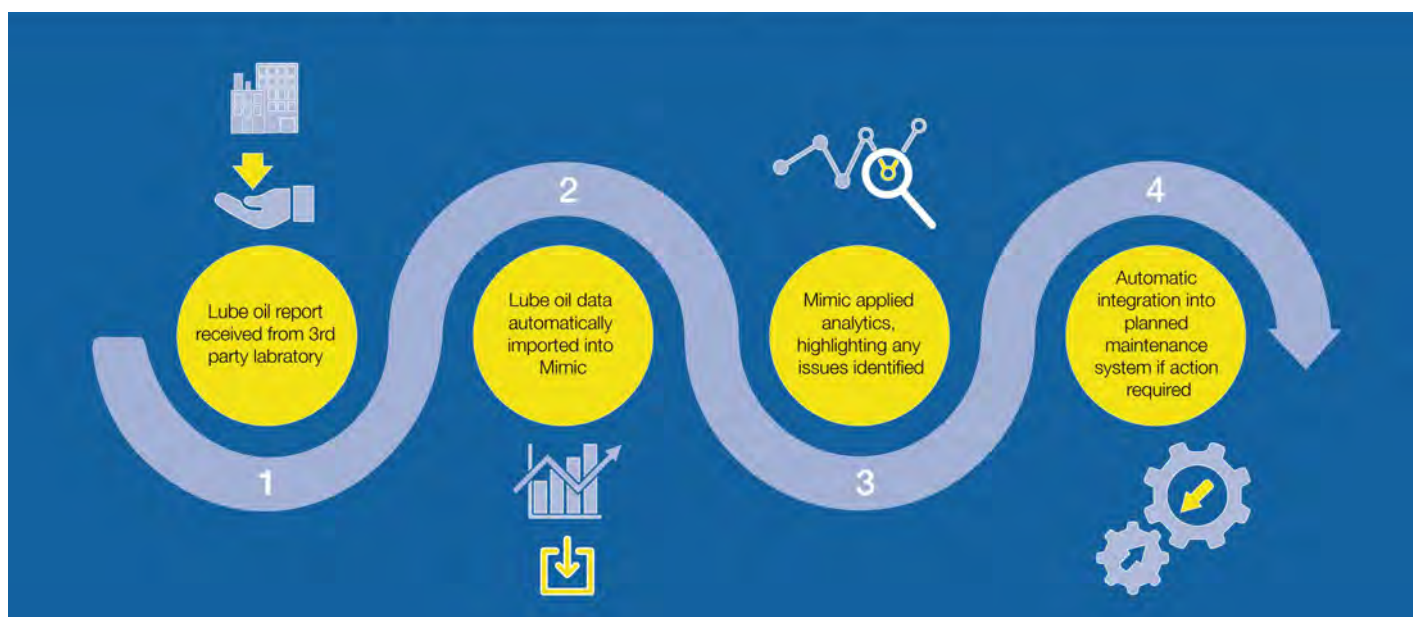 1
Lube oil report
received from 3rd
party labratory
2
Lube oil data
automatically
imported into
Mimic
3
Mimic applied
analytics,
highlighting any
issues identified
4
Automatic
integration into
planned
maintenance
system if action
required